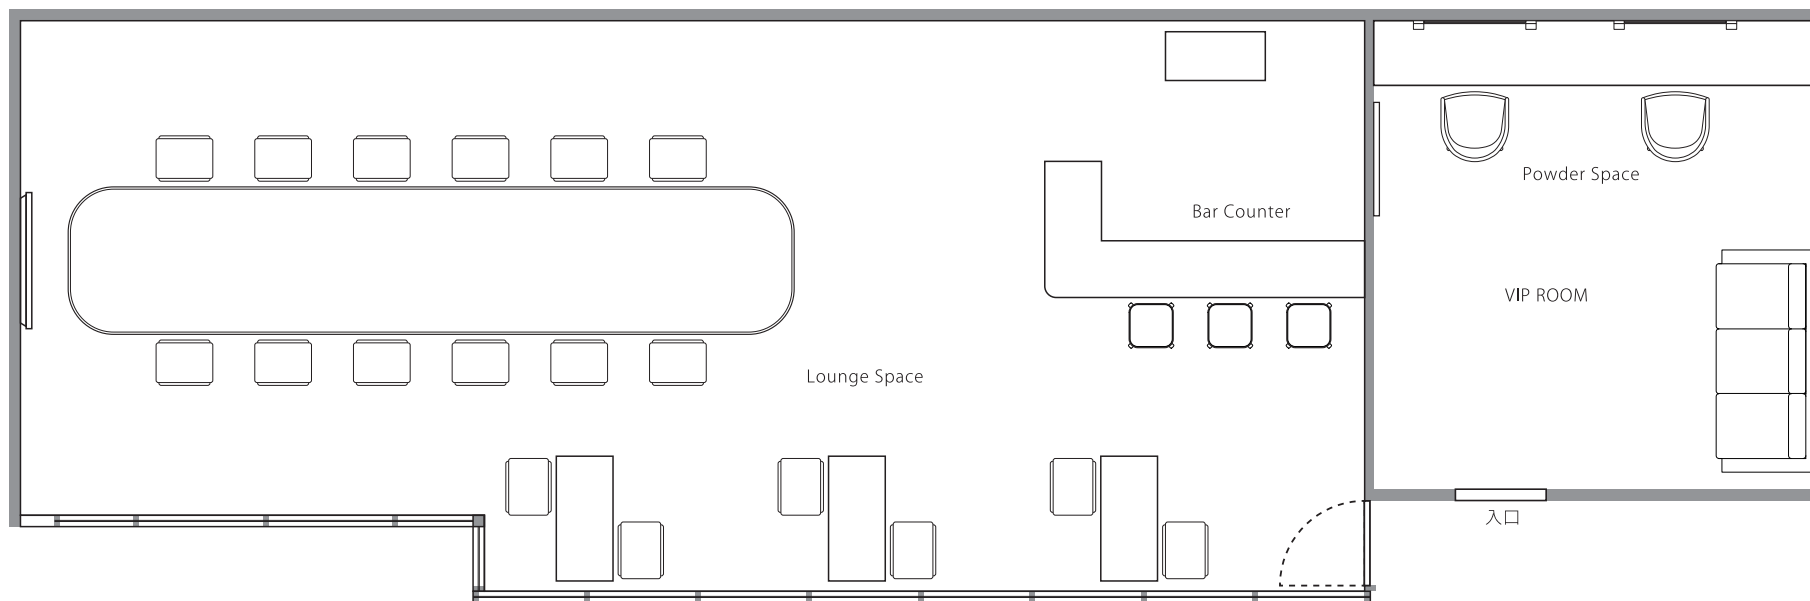 Powder Space
Bar Counter
VIP ROOM
Lounge Space
入口